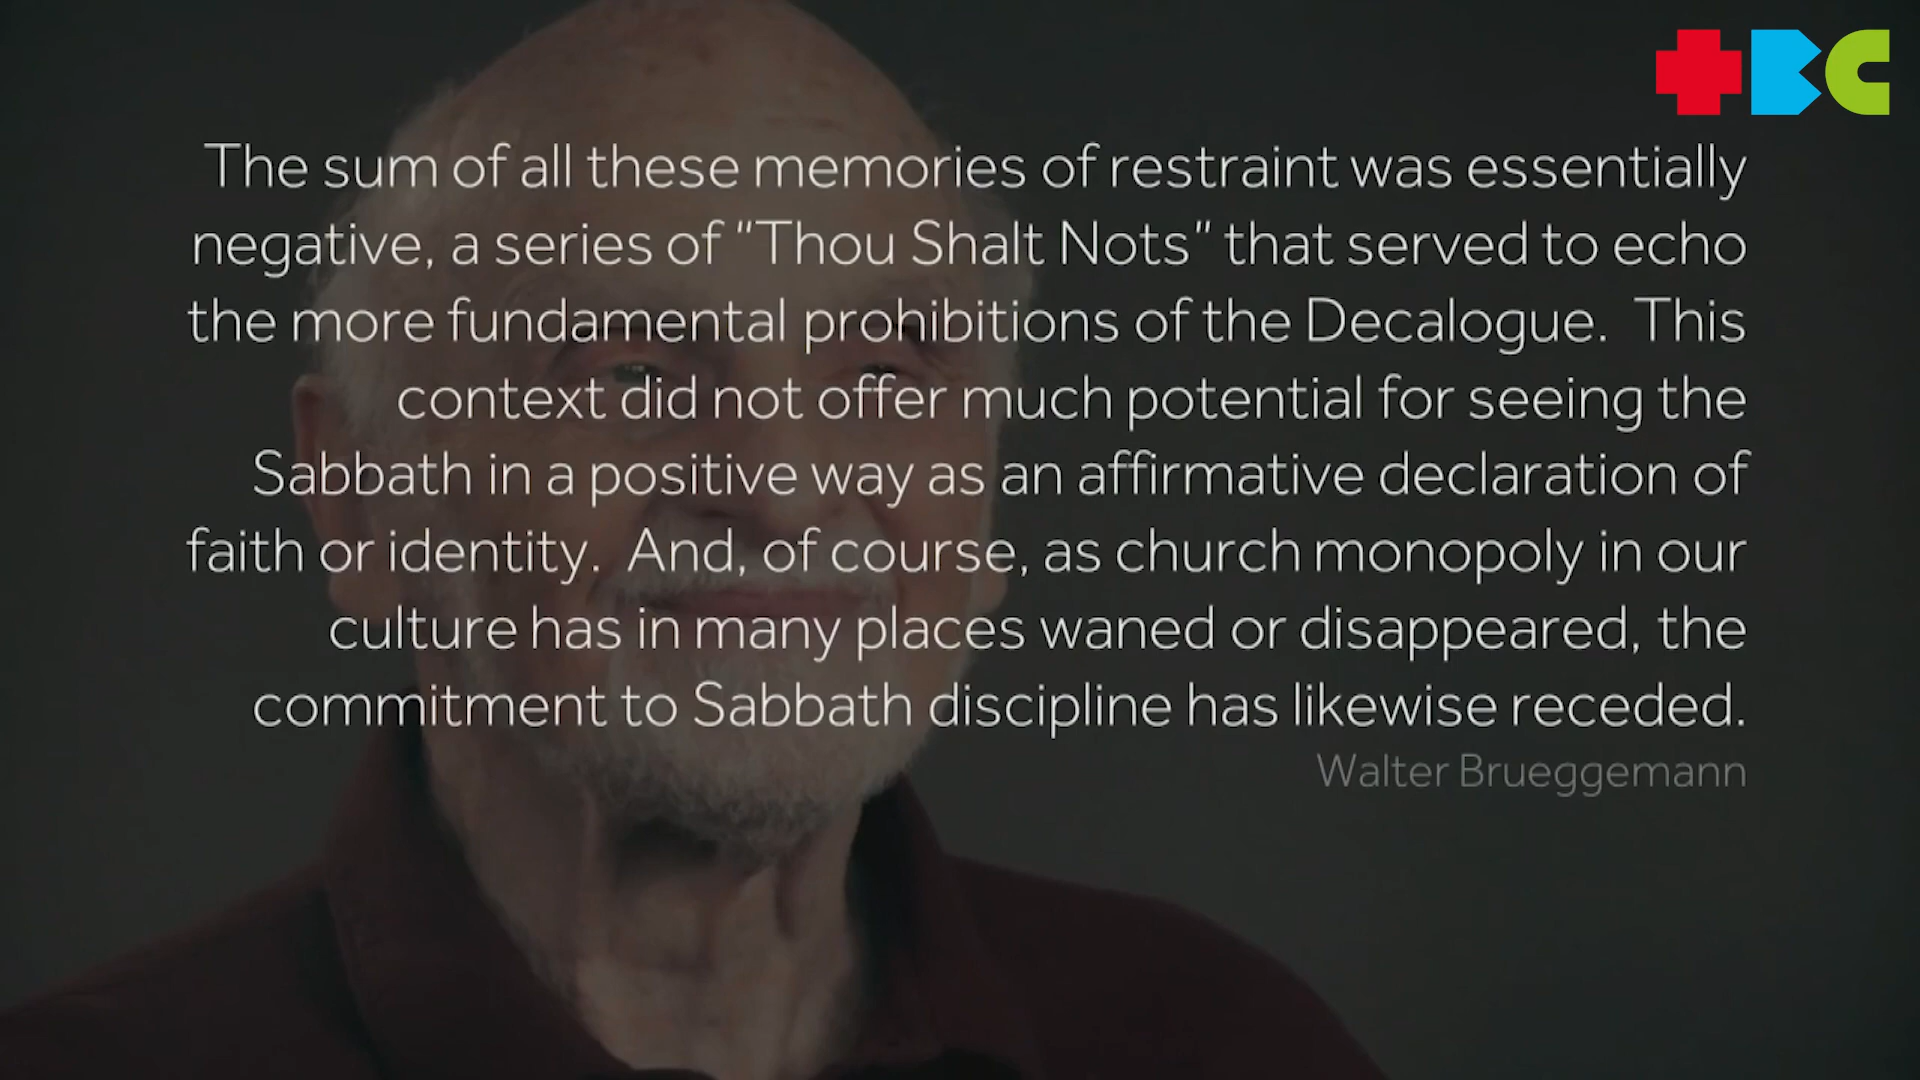 The sum of all these memories of restraint was essentially
negative, a series of "Thou Shalt Nots" that served to echo
the more fundamental prohibitions of the Decalogue.  This
context did not offer much potential for seeing the
Sabbath in a positive way as an affirmative declaration of
faith or identity.  And, of course, as church monopoly in our
culture has in many places waned or disappeared, the
commitment to Sabbath discipline has likewise receded.
Walter Brueggemann